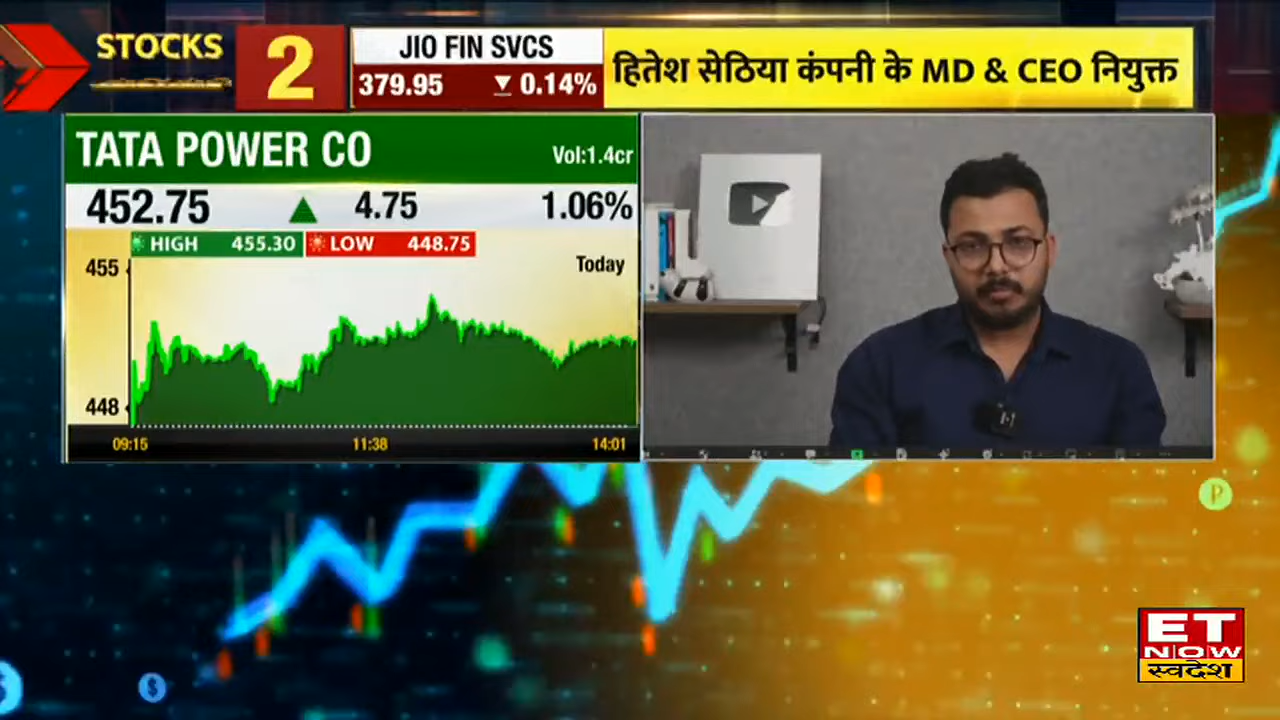 STOCKS
2
JIO FIN SVCS
379.95 ▼ 0.14%
हितेश सेठिया कंपनी के MD & CEO नियुक्त
TATA POWER CO Vol:1.4cr
452.75 ▲ 4.75 1.06%
HIGH 455.30 LOW 448.75
455 Today
448
09:15 11:38 14:01
ET
NOW
स्वदेश